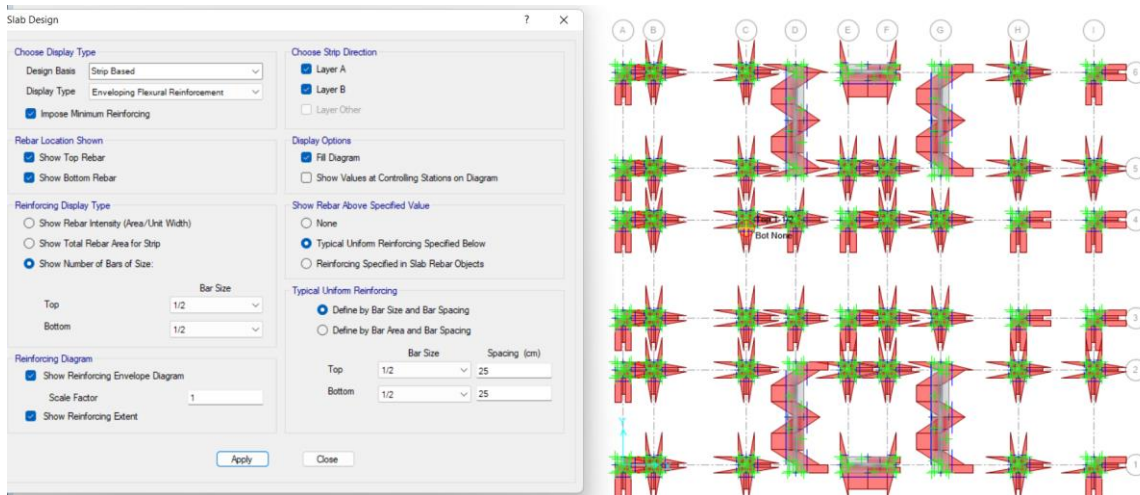 Slab Design ? ×
Choose Display Type
Design Basis Strip Based
Display Type Enveloping Flexural Reinforcement
Impose Minimum Reinforcing
Rebar Location Shown
Show Top Rebar
Show Bottom Rebar
Reinforcing Display Type
Show Rebar Intensity (Area/Unit Width)
Show Total Rebar Area for Strip
Show Number of Bars of Size:
Bar Size
Top 1/2
Bottom 1/2
Reinforcing Diagram
Show Reinforcing Envelope Diagram
Scale Factor 1
Show Reinforcing Extent
Choose Strip Direction
Layer A
Layer B
Layer Other
Display Options
Fill Diagram
Show Values at Controlling Stations on Diagram
Show Rebar Above Specified Value
None
Typical Uniform Reinforcing Specified Below
Reinforcing Specified in Slab Rebar Objects
Typical Uniform Reinforcing
Define by Bar Size and Bar Spacing
Define by Bar Area and Bar Spacing
Bar Size Spacing (cm)
Top 1/2 25
Bottom 1/2 25
Apply Close
A B C D E F G H I
6
5
4
Bot None
3
2
Y
1